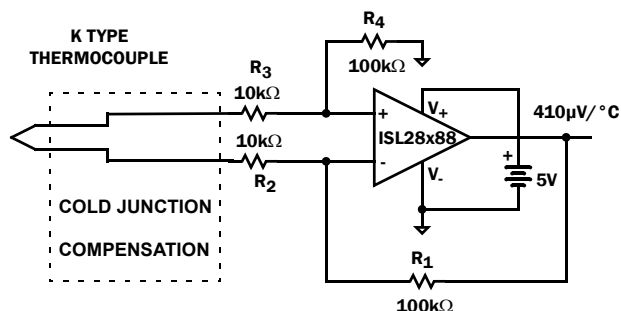 K TYPE
THERMOCOUPLE
R4
100kΩ
R3
10kΩ
10kΩ
R2
+
ISL28x88
-
V+
V-
410µV/°C
+
5V
COLD JUNCTION
COMPENSATION
R1
100kΩ